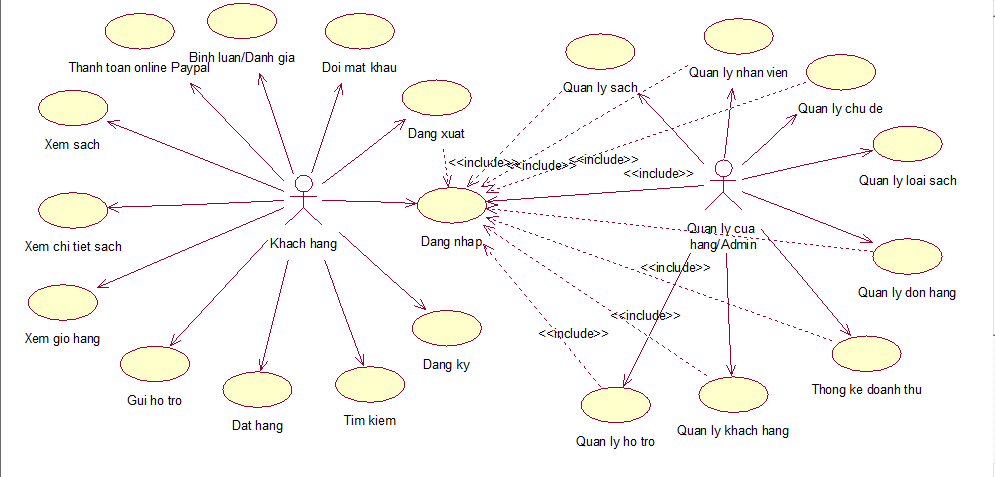 Thanh toan online Paypal
Binh luan/Danh gia
Doi mat khau
Quan ly sach
Quan ly nhan vien
Quan ly chu de
Xem sach
Dang xuat
<<include>>
<<include>>
<<include>>
<<include>>
Quan ly loai sach
Xem chi tiet sach
Khach hang
Dang nhap
Quan ly cua
hang/Admin
<<include>>
Quan ly don hang
Xem gio hang
<<include>>
<<include>>
Dang ky
Thong ke doanh thu
Gui ho tro
Dat hang
Tim kiem
Quan ly ho tro
Quan ly khach hang